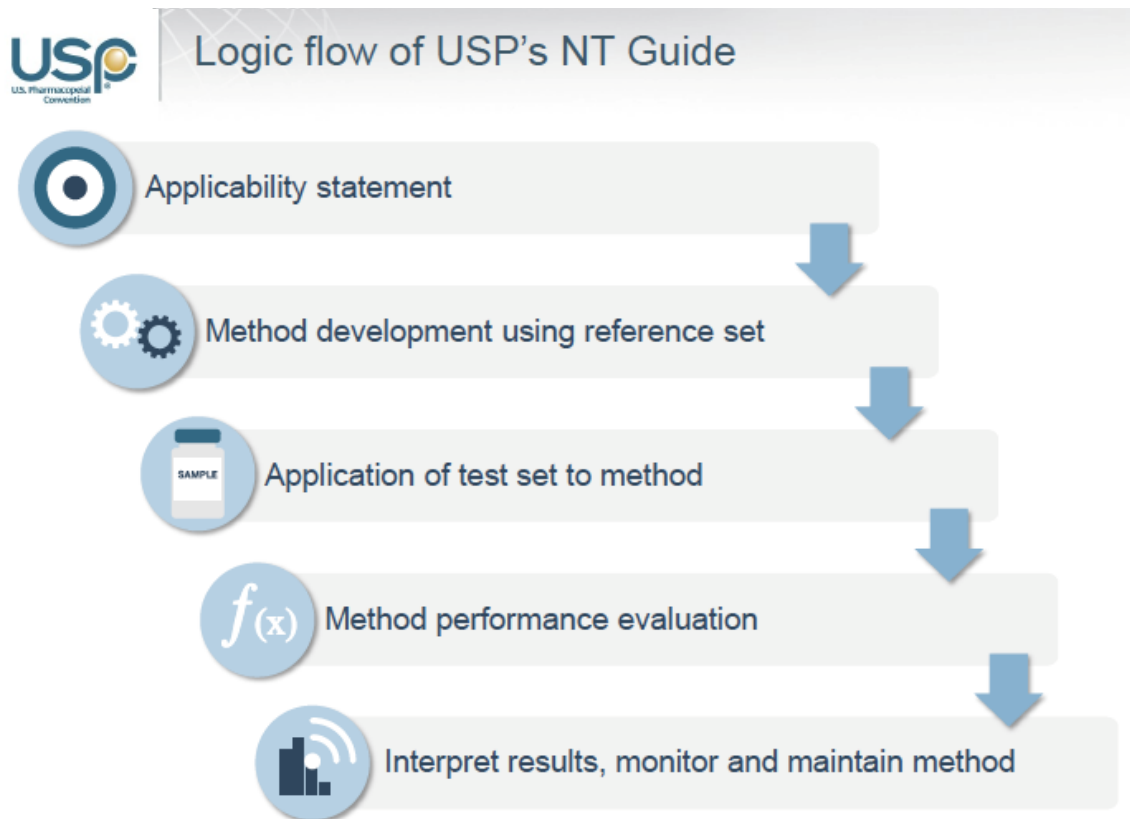 USP
U.S. Pharmacopeial
Convention
®
Logic flow of USP's NT Guide
Applicability statement
Method development using reference set
SAMPLE
Application of test set to method
f(x)
Method performance evaluation
Interpret results, monitor and maintain method